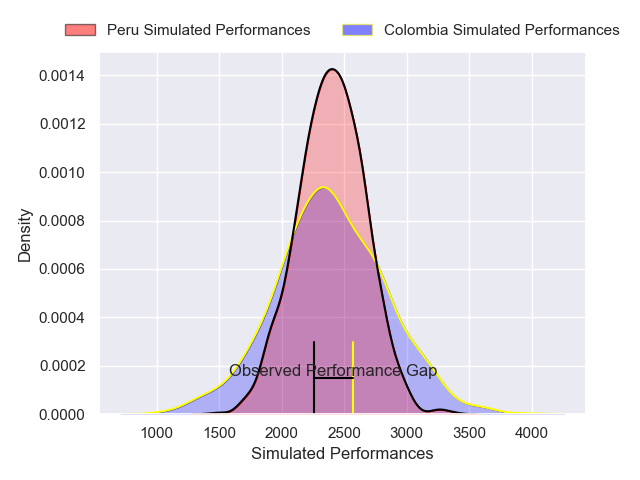 Peru Simulated Performances
Colombia Simulated Performances
0.0014
0.0012
0.0010
0.0008
0.0006
0.0004
0.0002
0.0000
Density
Observed Performance Gap
1000 1500 2000 2500 3000 3500 4000
Simulated Performances